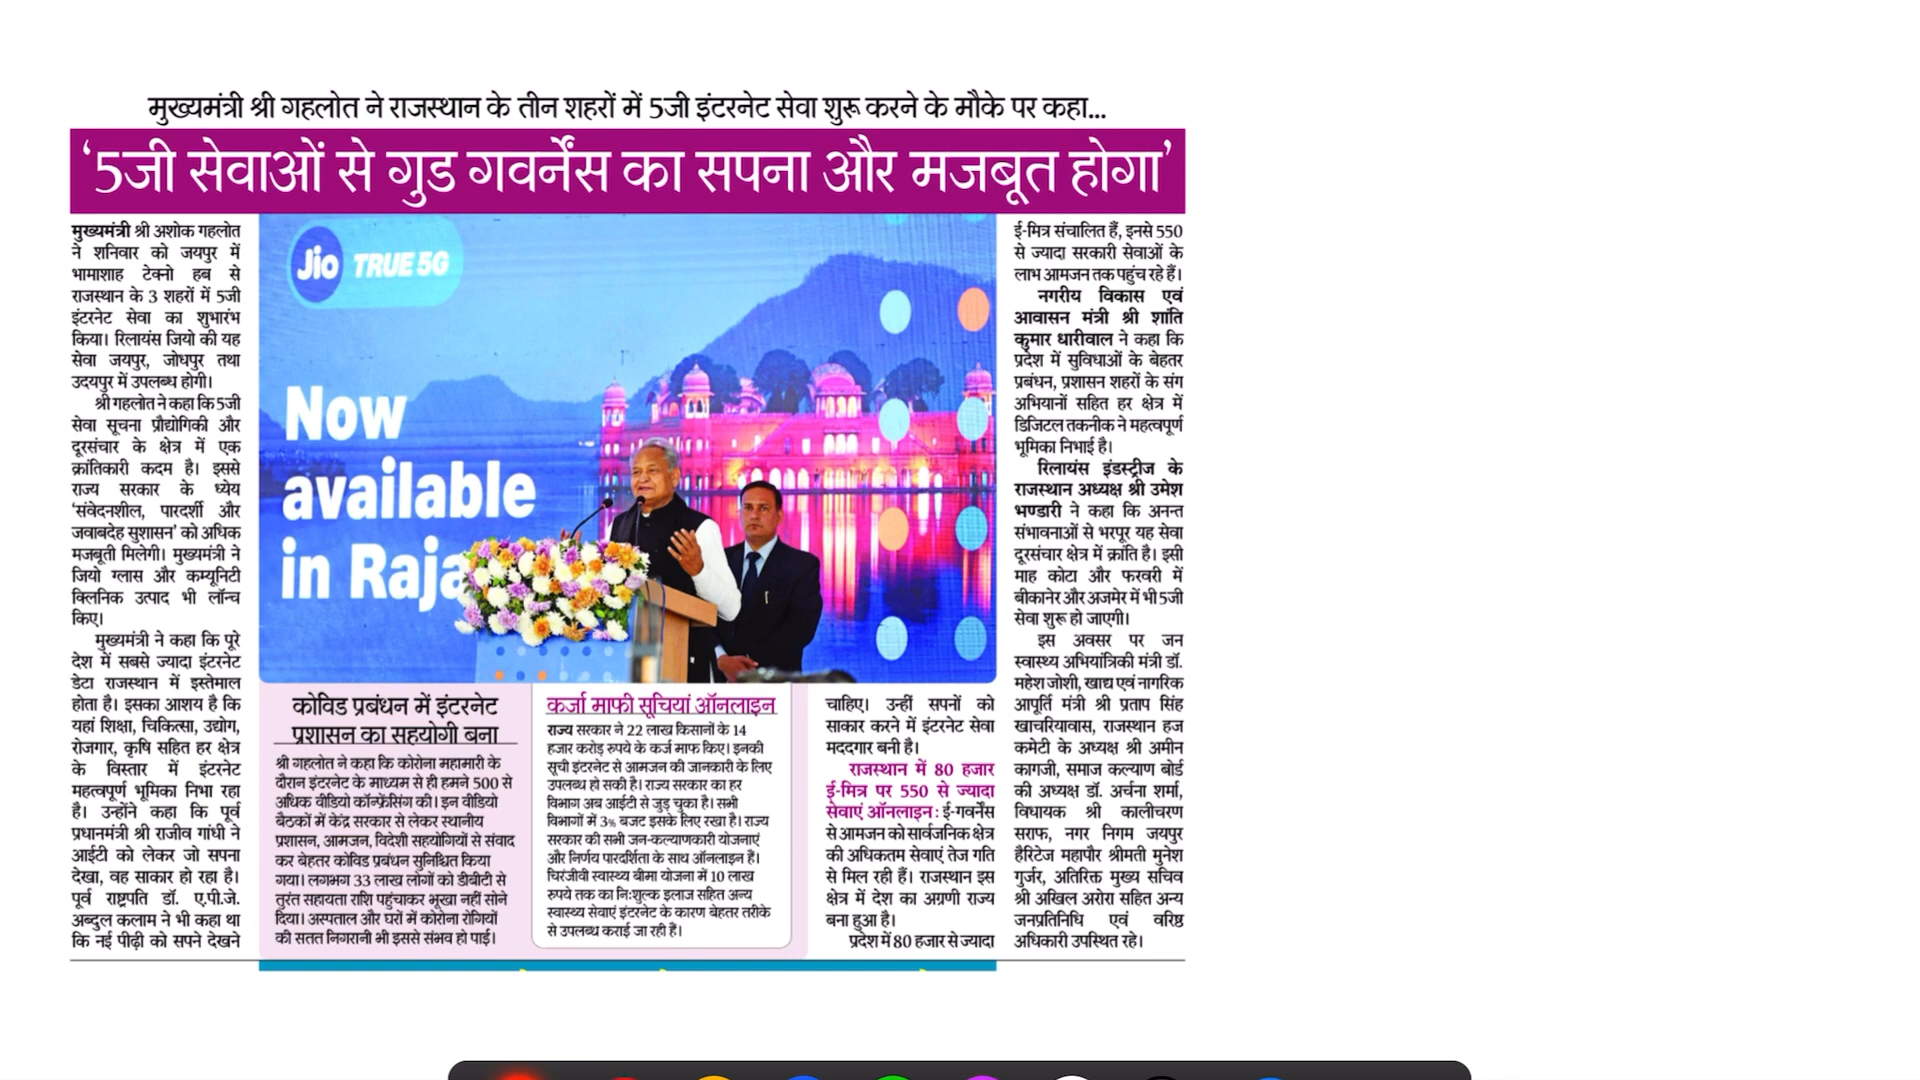 मुख्यमंत्री श्री गहलोत ने राजस्थान के तीन शहरों में 5जी इंटरनेट सेवा शुरू करने के मौके पर कहा...
‘5जी सेवाओं से गुड गवर्नेंस का सपना और मजबूत होगा’
मुख्यमंत्री श्री अशोक गहलोत
ने शनिवार को जयपुर में
भामाशाह टेक्नो हब से
राजस्थान के 3 शहरों में 5जी
इंटरनेट सेवा का शुभारंभ
किया। रिलायंस जियो की यह
सेवा जयपुर, जोधपुर तथा
उदयपुर में उपलब्ध होगी।
श्री गहलोत ने कहा कि 5जी
सेवा सूचना प्रौद्योगिकी और
दूरसंचार के क्षेत्र में एक
क्रांतिकारी कदम है। इससे
राज्य सरकार के ध्येय
‘संवेदनशील, पारदर्शी और
जवाबदेह सुशासन’ को अधिक
मजबूती मिलेगी। मुख्यमंत्री ने
जियो ग्लास और कम्यूनिटी
क्लिनिक उत्पाद भी लॉन्च
किए।
मुख्यमंत्री ने कहा कि पूरे
देश में सबसे ज्यादा इंटरनेट
डेटा राजस्थान में इस्तेमाल
होता है। इसका आशय है कि
यहां शिक्षा, चिकित्सा, उद्योग,
रोजगार, कृषि सहित हर क्षेत्र
के विस्तार में इंटरनेट
महत्वपूर्ण भूमिका निभा रहा
है। उन्होंने कहा कि पूर्व
प्रधानमंत्री श्री राजीव गांधी ने
आईटी को लेकर जो सपना
देखा, वह साकार हो रहा है।
पूर्व राष्ट्रपति डॉ. ए.पी.जे.
अब्दुल कलाम ने भी कहा था
कि नई पीढ़ी को सपने देखने
Jio TRUE 5G
Now
available
in Raja
कोविड प्रबंधन में इंटरनेट
प्रशासन का सहयोगी बना
श्री गहलोत ने कहा कि कोरोना महामारी के
दौरान इंटरनेट के माध्यम से ही हमने 500 से
अधिक वीडियो कॉन्फ्रेंसिंग की। इन वीडियो
बैठकों में केंद्र सरकार से लेकर स्थानीय
प्रशासन, आमजन, विदेशी सहयोगियों से संवाद
कर बेहतर कोविड प्रबंधन सुनिश्चित किया
गया। लगभग 33 लाख लोगों को डीबीटी से
तुरंत सहायता राशि पहुंचाकर भूखा नहीं सोने
दिया। अस्पताल और घरों में कोरोना रोगियों
की सतत निगरानी भी इससे संभव हो पाई।
कर्जा माफी सूचियां ऑनलाइन
राज्य सरकार ने 22 लाख किसानों के 14
हजार करोड़ रुपये के कर्ज माफ किए। इनकी
सूची इंटरनेट से आमजन की जानकारी के लिए
उपलब्ध हो सकी है। राज्य सरकार का हर
विभाग अब आईटी से जुड़ चुका है। सभी
विभागों में 3% बजट इसके लिए रखा है। राज्य
सरकार की सभी जन-कल्याणकारी योजनाएं
और निर्णय पारदर्शिता के साथ ऑनलाइन हैं।
चिरंजीवी स्वास्थ्य बीमा योजना में 10 लाख
रुपये तक का नि:शुल्क इलाज सहित अन्य
स्वास्थ्य सेवाएं इंटरनेट के कारण बेहतर तरीके
से उपलब्ध कराई जा रही हैं।
चाहिए। उन्हीं सपनों को
साकार करने में इंटरनेट सेवा
मददगार बनी है।
राजस्थान में 80 हजार
ई-मित्र पर 550 से ज्यादा
सेवाएं ऑनलाइन: ई-गवर्नेंस
से आमजन को सार्वजनिक क्षेत्र
की अधिकतम सेवाएं तेज गति
से मिल रही हैं। राजस्थान इस
क्षेत्र में देश का अग्रणी राज्य
बना हुआ है।
प्रदेश में 80 हजार से ज्यादा
ई-मित्र संचालित हैं, इनसे 550
से ज्यादा सरकारी सेवाओं के
लाभ आमजन तक पहुंच रहे हैं।
नगरीय विकास एवं
आवासन मंत्री श्री शांति
कुमार धारीवाल ने कहा कि
प्रदेश में सुविधाओं के बेहतर
प्रबंधन, प्रशासन शहरों के संग
अभियानों सहित हर क्षेत्र में
डिजिटल तकनीक ने महत्वपूर्ण
भूमिका निभाई है।
रिलायंस इंडस्ट्रीज के
राजस्थान अध्यक्ष श्री उमेश
भण्डारी ने कहा कि अनन्त
संभावनाओं से भरपूर यह सेवा
दूरसंचार क्षेत्र में क्रांति है। इसी
माह कोटा और फरवरी में
बीकानेर और अजमेर में भी 5जी
सेवा शुरू हो जाएगी।
इस अवसर पर जन
स्वास्थ्य अभियांत्रिकी मंत्री डॉ.
महेश जोशी, खाद्य एवं नागरिक
आपूर्ति मंत्री श्री प्रताप सिंह
खाचरियावास, राजस्थान हज
कमेटी के अध्यक्ष श्री अमीन
कागजी, समाज कल्याण बोर्ड
की अध्यक्ष डॉ. अर्चना शर्मा,
विधायक श्री कालीचरण
सराफ, नगर निगम जयपुर
हैरिटेज महापौर श्रीमती मुनेश
गुर्जर, अतिरिक्त मुख्य सचिव
श्री अखिल अरोरा सहित अन्य
जनप्रतिनिधि एवं वरिष्ठ
अधिकारी उपस्थित रहे।